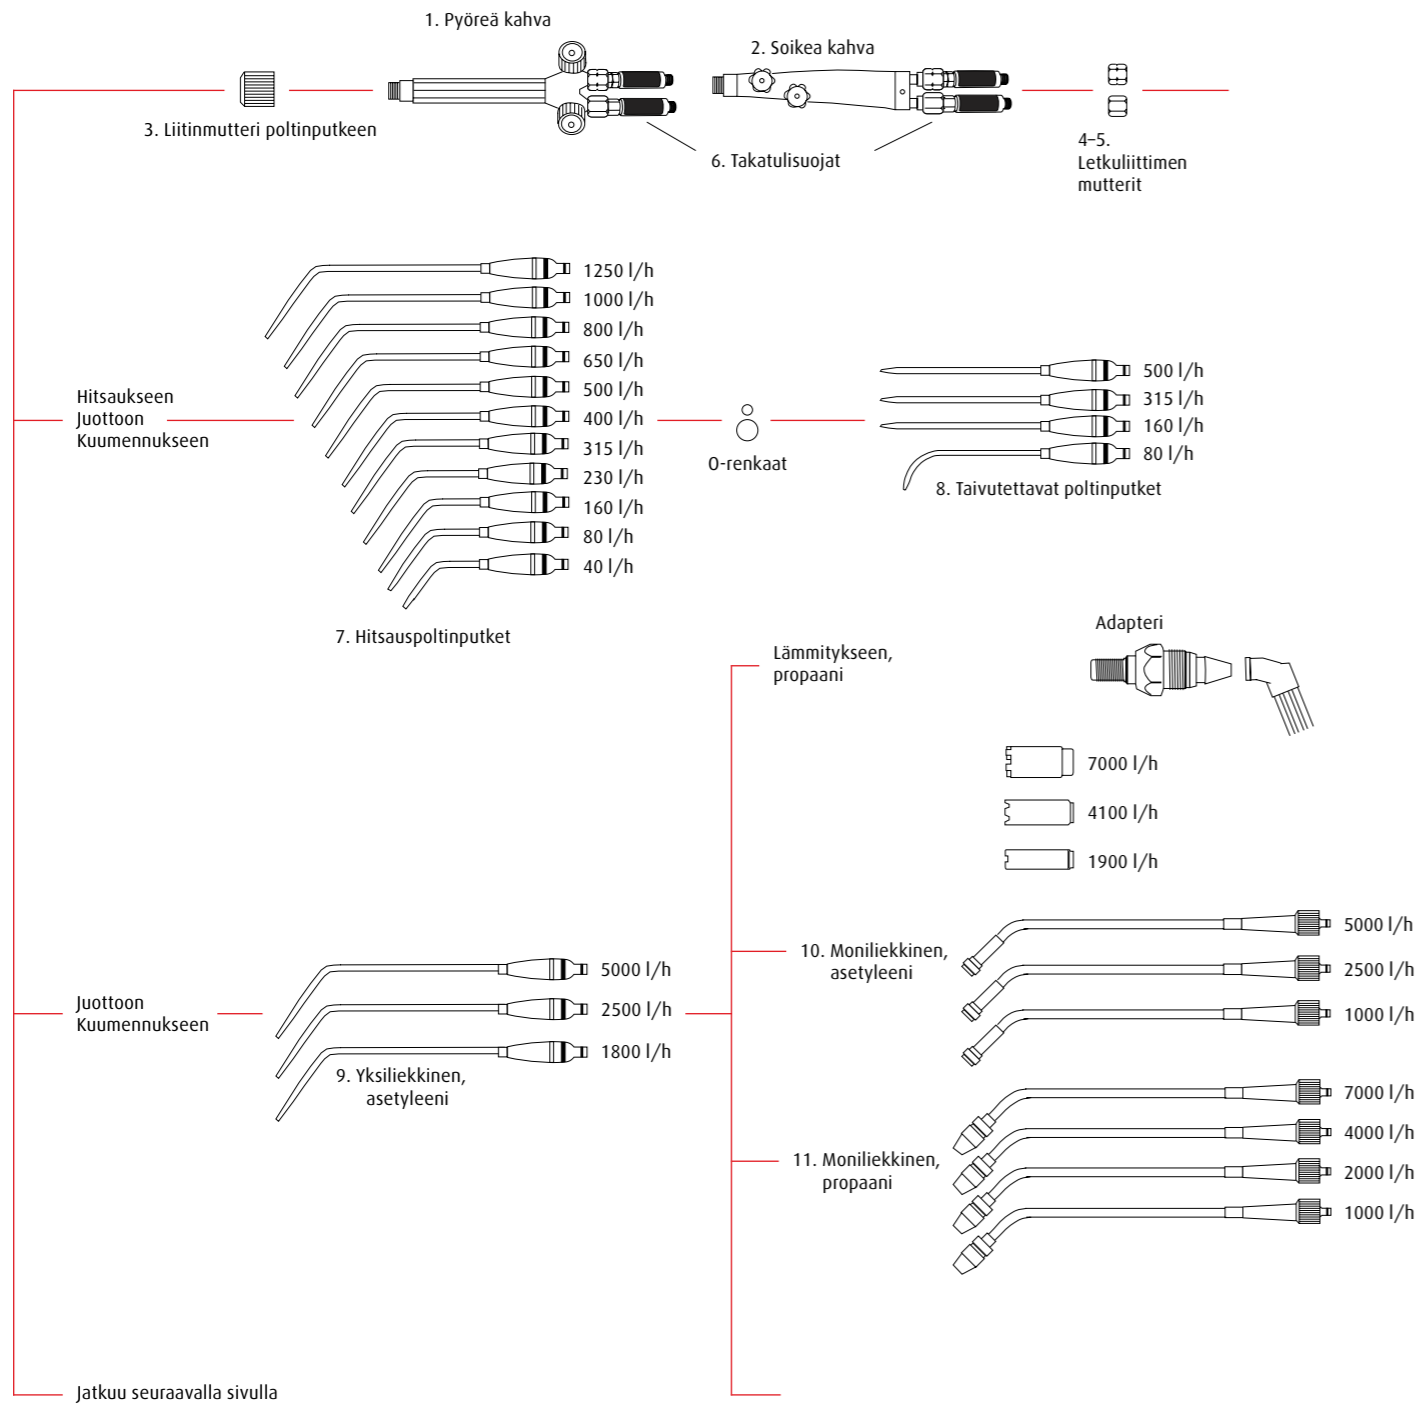 1. Pyöreä kahva
2. Soikea kahva
3. Liitinmutteri poltinputkeen
6. Takatulisuojat
4–5.
Letkuliittimen
mutterit
Hitsaukseen
Juottoon
Kuumennukseen
1250 l/h
1000 l/h
800 l/h
650 l/h
500 l/h
400 l/h
315 l/h
230 l/h
160 l/h
80 l/h
40 l/h
7. Hitsauspoltinputket
O-renkaat
500 l/h
315 l/h
160 l/h
80 l/h
8. Taivutettavat poltinputket
Lämmitykseen,
propaani
Adapteri
7000 l/h
4100 l/h
1900 l/h
Juottoon
Kuumennukseen
5000 l/h
2500 l/h
1800 l/h
9. Yksiliekkinen,
asetyleeni
10. Moniliekkinen,
asetyleeni
5000 l/h
2500 l/h
1000 l/h
11. Moniliekkinen,
propaani
7000 l/h
4000 l/h
2000 l/h
1000 l/h
Jatkuu seuraavalla sivulla